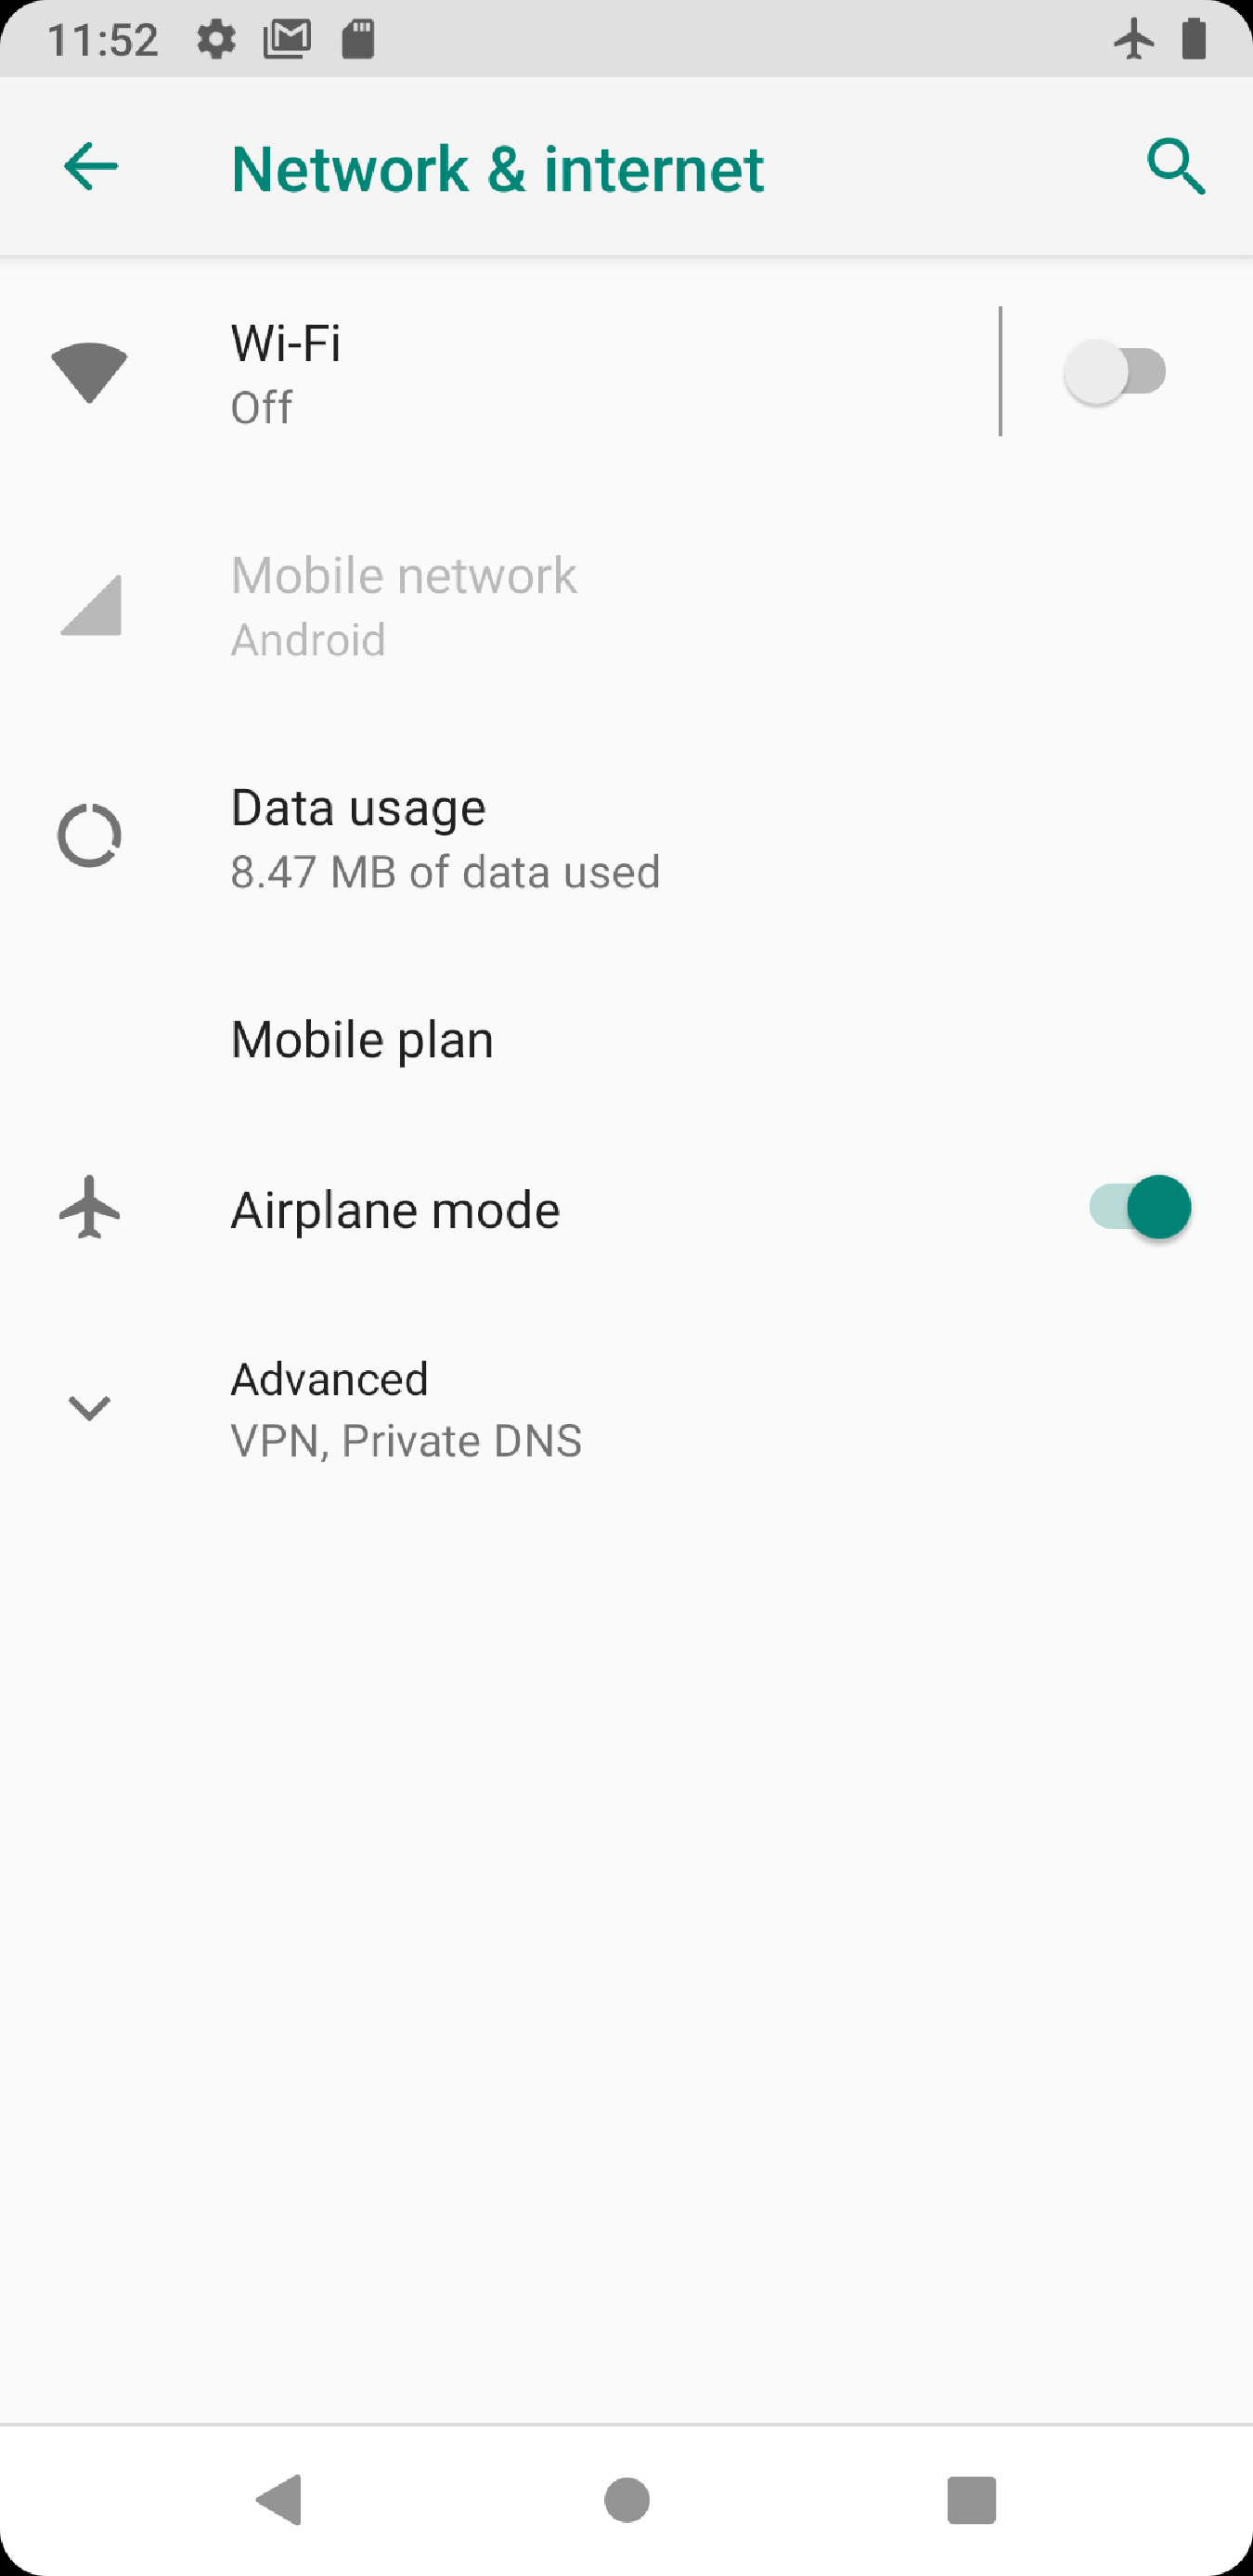 11:52
Network & internet
Wi-Fi
Off
Mobile network
Android
Data usage
8.47 MB of data used
Mobile plan
Airplane mode
Advanced
VPN, Private DNS